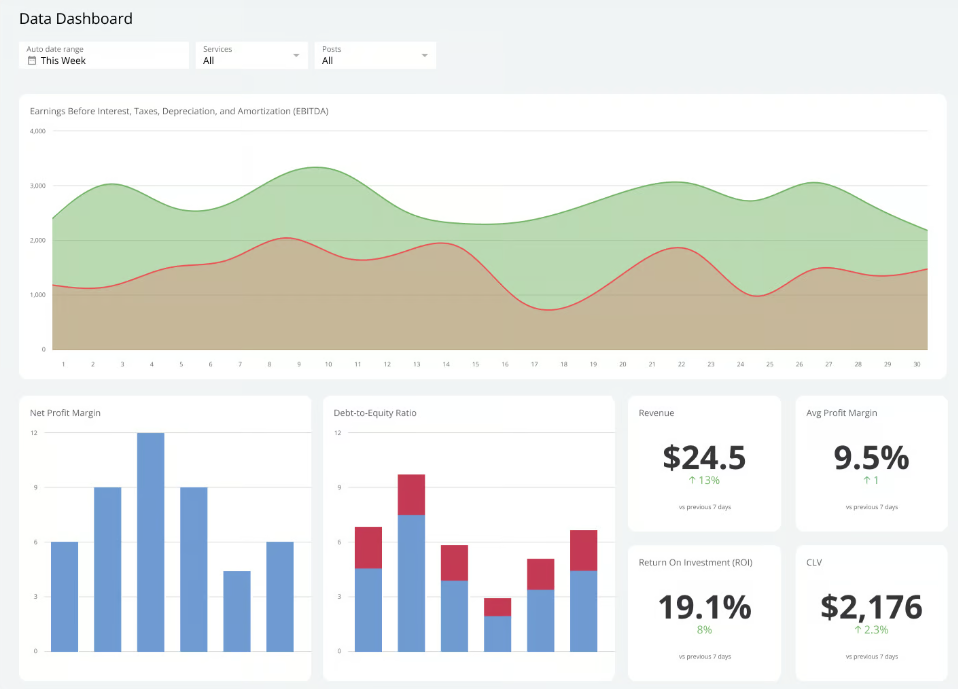 Data Dashboard
Auto date range
This Week
Services
All
Posts
All
Earnings Before Interest, Taxes, Depreciation, and Amortization (EBITDA)
4,000
3,000
2,000
1,000
0
1 2 3 4 5 6 7 8 9 10 11 12 13 14 15 16 17 18 19 20 21 22 23 24 25 26 27 28 29 30
Net Profit Margin
12
9
6
3
0
Debt-to-Equity Ratio
12
9
6
3
0
Revenue
$24.5
↑ 13%
vs previous 7 days
Avg Profit Margin
9.5%
↑ 1
vs previous 7 days
Return On Investment (ROI)
19.1%
8%
vs previous 7 days
CLV
$2,176
↑ 2.3%
vs previous 7 days